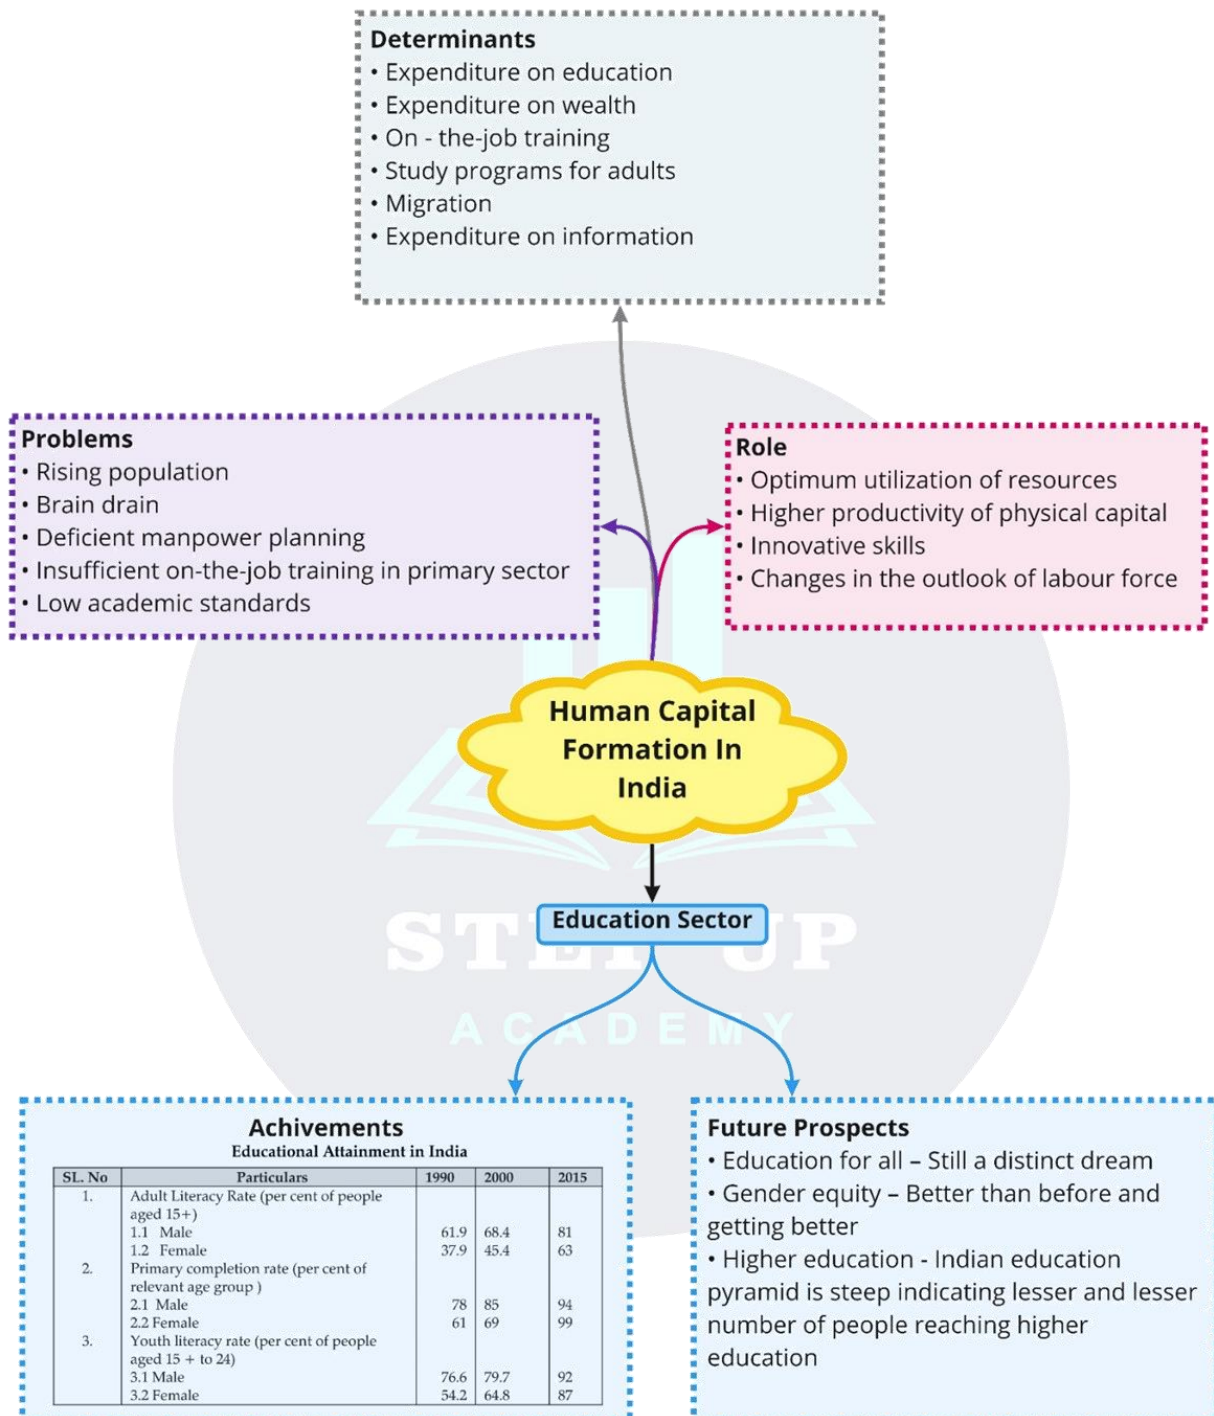 Determinants
• Expenditure on education
• Expenditure on wealth
• On - the-job training
• Study programs for adults
• Migration
• Expenditure on information
Problems
• Rising population
• Brain drain
• Deficient manpower planning
• Insufficient on-the-job training in primary sector
• Low academic standards
Role
• Optimum utilization of resources
• Higher productivity of physical capital
• Innovative skills
• Changes in the outlook of labour force
Human Capital
Formation In
India
Education Sector
STEP UP
ACADEMY
Achivements
Educational Attainment in India
SL. No Particulars 1990 2000 2015
1. Adult Literacy Rate (per cent of people
aged 15+)
1.1 Male 61.9 68.4 81
1.2 Female 37.9 45.4 63
2. Primary completion rate (per cent of
relevant age group )
2.1 Male 78 85 94
2.2 Female 61 69 99
3. Youth literacy rate (per cent of people
aged 15 + to 24)
3.1 Male 76.6 79.7 92
3.2 Female 54.2 64.8 87
Future Prospects
• Education for all – Still a distinct dream
• Gender equity – Better than before and
getting better
• Higher education - Indian education
pyramid is steep indicating lesser and lesser
number of people reaching higher
education